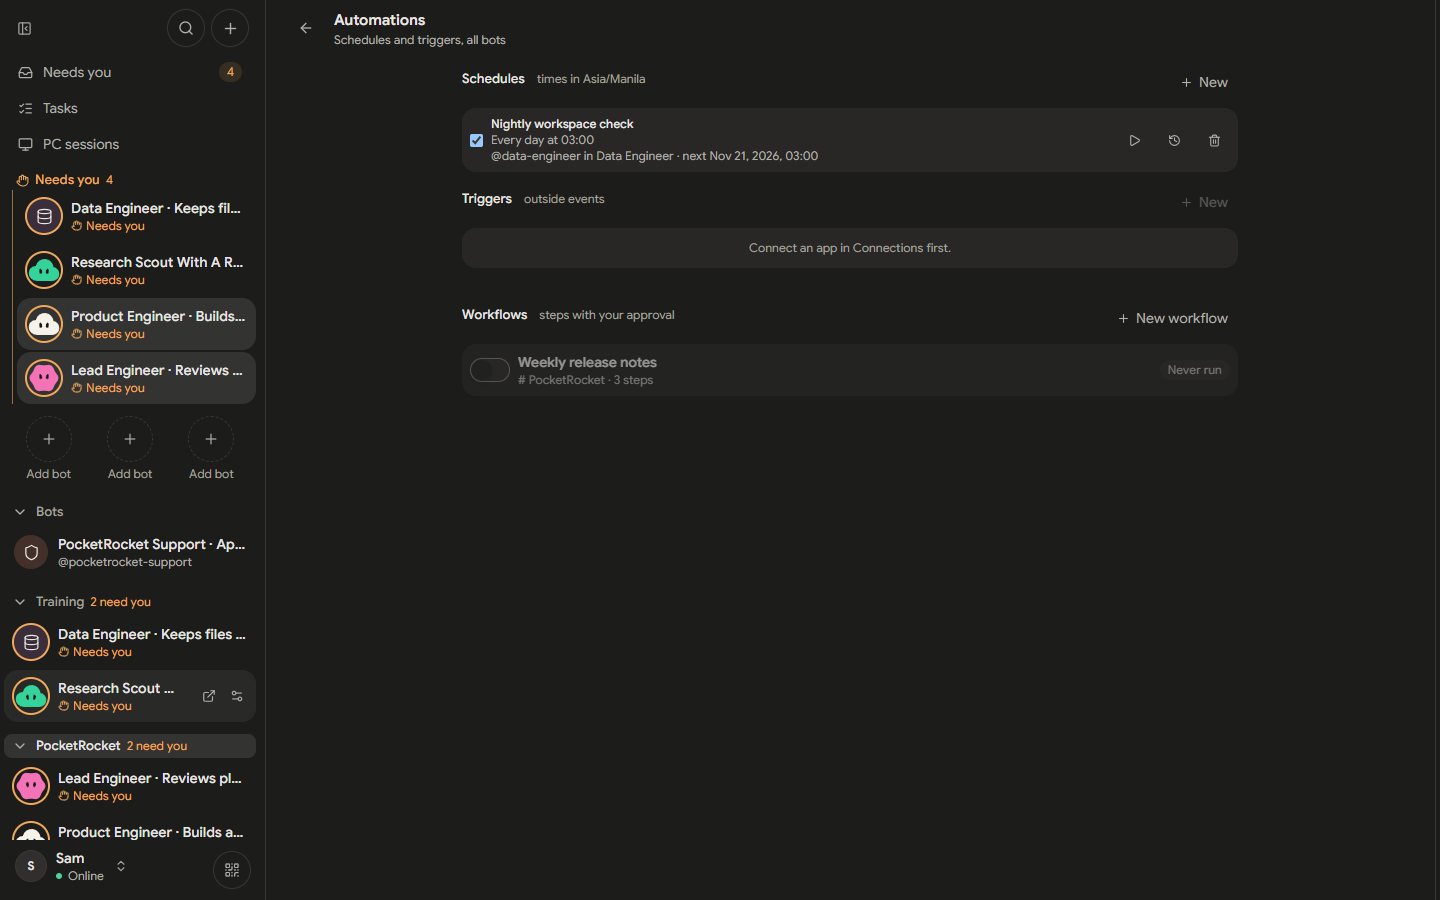 Needs you
4
Tasks
PC sessions
Needs you 4
Data Engineer · Keeps fil...
Needs you
Research Scout With A R...
Needs you
Product Engineer · Builds...
Needs you
Lead Engineer · Reviews ...
Needs you
Add bot
Add bot
Add bot
Bots
PocketRocket Support · Ap...
@pocketrocket-support
Training 2 need you
Data Engineer · Keeps files ...
Needs you
Research Scout ...
Needs you
PocketRocket 2 need you
Lead Engineer · Reviews pl...
Needs you
Product Engineer · Builds a...
S
Sam
Online
Automations
Schedules and triggers, all bots
Schedules times in Asia/Manila
New
Nightly workspace check
Every day at 03:00
@data-engineer in Data Engineer · next Nov 21, 2026, 03:00
Triggers outside events
New
Connect an app in Connections first.
Workflows steps with your approval
New workflow
Weekly release notes
# PocketRocket · 3 steps
Never run